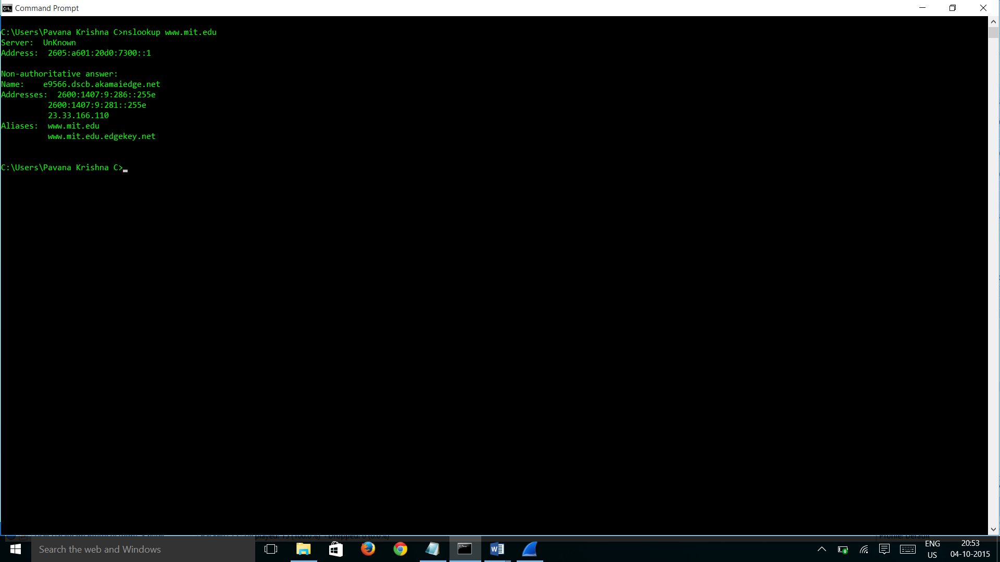 Command Prompt
C:\Users\Pavana Krishna C>nslookup www.mit.edu
Server:  UnKnown
Address:  2605:a601:20d0:7300::1
Non-authoritative answer:
Name:    e9566.dscb.akamaiedge.net
Addresses:  2600:1407:9:286::255e
2600:1407:9:281::255e
23.33.166.110
Aliases:  www.mit.edu
www.mit.edu.edgekey.net
C:\Users\Pavana Krishna C>
Search the web and Windows
ENG
US
20:53
04-10-2015